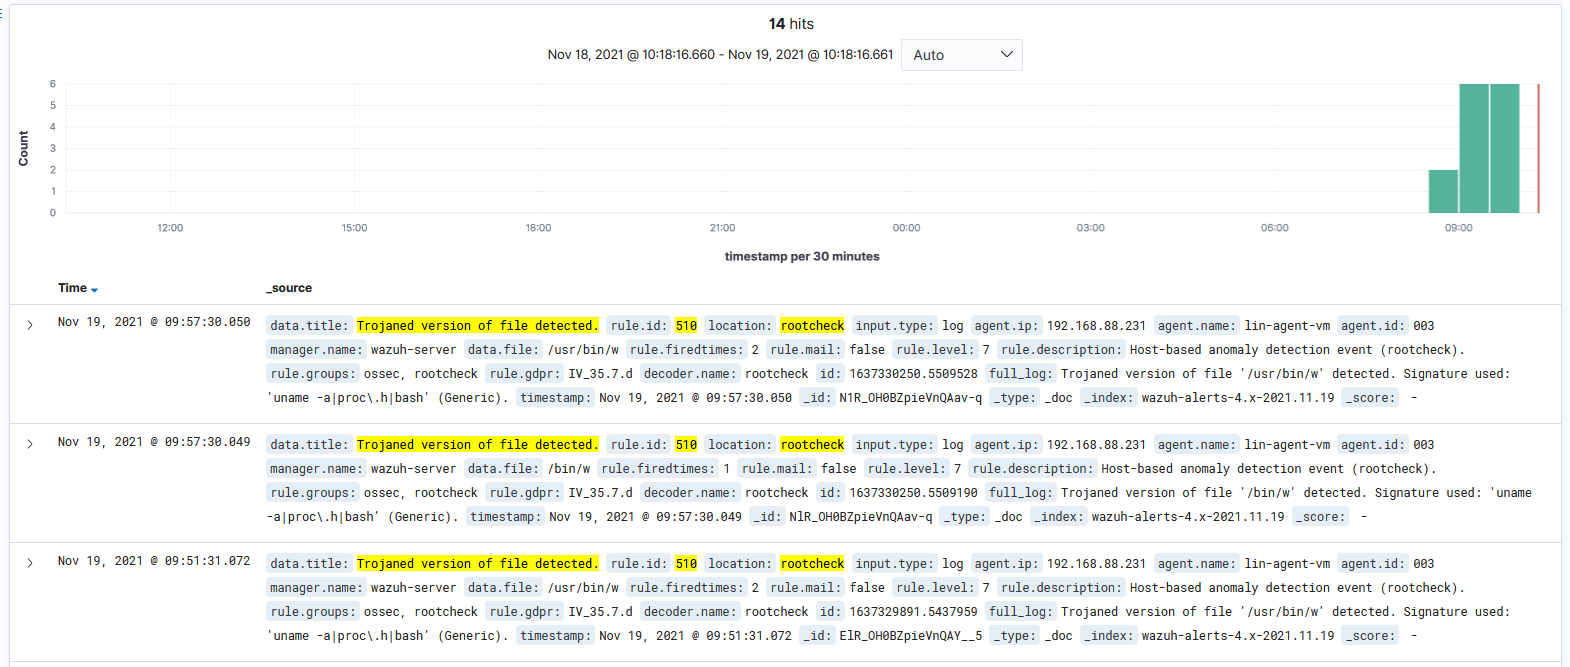 14 hits
Nov 18, 2021 @ 10:18:16.660 - Nov 19, 2021 @ 10:18:16.661 Auto
Count
6
5
4
3
2
1
0
12:00 15:00 18:00 21:00 00:00 03:00 06:00 09:00
timestamp per 30 minutes
Time _source
Nov 19, 2021 @ 09:57:30.050 data.title: Trojaned version of file detected. rule.id: 510 location: rootcheck input.type: log agent.ip: 192.168.88.231 agent.name: lin-agent-vm agent.id: 003
manager.name: wazuh-server data.file: /usr/bin/w rule.firedtimes: 2 rule.mail: false rule.level: 7 rule.description: Host-based anomaly detection event (rootcheck).
rule.groups: ossec, rootcheck rule.gdpr: IV_35.7.d decoder.name: rootcheck id: 1637330250.5509528 full_log: Trojaned version of file '/usr/bin/w' detected. Signature used:
'uname -a|proc\.h|bash' (Generic). timestamp: Nov 19, 2021 @ 09:57:30.050 _id: N1R_OH0BZpieVnQAav-q _type: _doc _index: wazuh-alerts-4.x-2021.11.19 _score: -
Nov 19, 2021 @ 09:57:30.049 data.title: Trojaned version of file detected. rule.id: 510 location: rootcheck input.type: log agent.ip: 192.168.88.231 agent.name: lin-agent-vm agent.id: 003
manager.name: wazuh-server data.file: /bin/w rule.firedtimes: 1 rule.mail: false rule.level: 7 rule.description: Host-based anomaly detection event (rootcheck).
rule.groups: ossec, rootcheck rule.gdpr: IV_35.7.d decoder.name: rootcheck id: 1637330250.5509190 full_log: Trojaned version of file '/bin/w' detected. Signature used: 'uname
-a|proc\.h|bash' (Generic). timestamp: Nov 19, 2021 @ 09:57:30.049 _id: NlR_OH0BZpieVnQAav-q _type: _doc _index: wazuh-alerts-4.x-2021.11.19 _score: -
Nov 19, 2021 @ 09:51:31.072 data.title: Trojaned version of file detected. rule.id: 510 location: rootcheck input.type: log agent.ip: 192.168.88.231 agent.name: lin-agent-vm agent.id: 003
manager.name: wazuh-server data.file: /usr/bin/w rule.firedtimes: 2 rule.mail: false rule.level: 7 rule.description: Host-based anomaly detection event (rootcheck).
rule.groups: ossec, rootcheck rule.gdpr: IV_35.7.d decoder.name: rootcheck id: 1637329891.5437959 full_log: Trojaned version of file '/usr/bin/w' detected. Signature used:
'uname -a|proc\.h|bash' (Generic). timestamp: Nov 19, 2021 @ 09:51:31.072 _id: ElR_OH0BZpieVnQAY__5 _type: _doc _index: wazuh-alerts-4.x-2021.11.19 _score: -